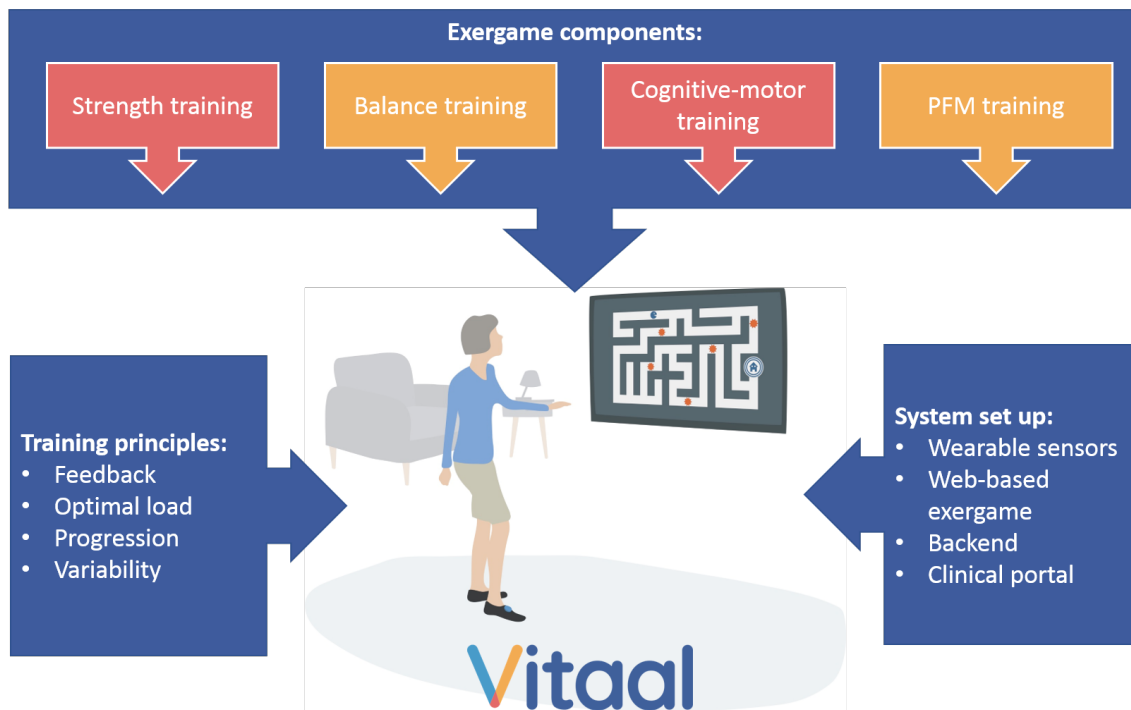 Exergame components:
Strength training
Balance training
Cognitive-motor
training
PFM training
Training principles:
• Feedback
• Optimal load
• Progression
• Variability
System set up:
• Wearable sensors
• Web-based
exergame
• Backend
• Clinical portal
Vitaal